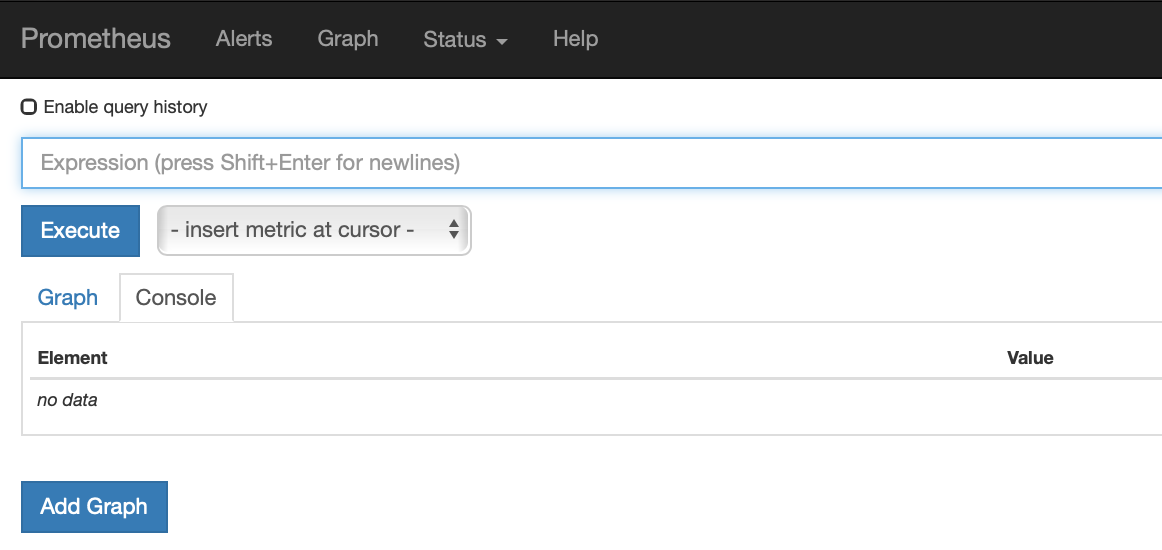 Prometheus Alerts Graph Status Help
Enable query history
Expression (press Shift+Enter for newlines)
Execute - insert metric at cursor -
Graph Console
Element Value
no data
Add Graph